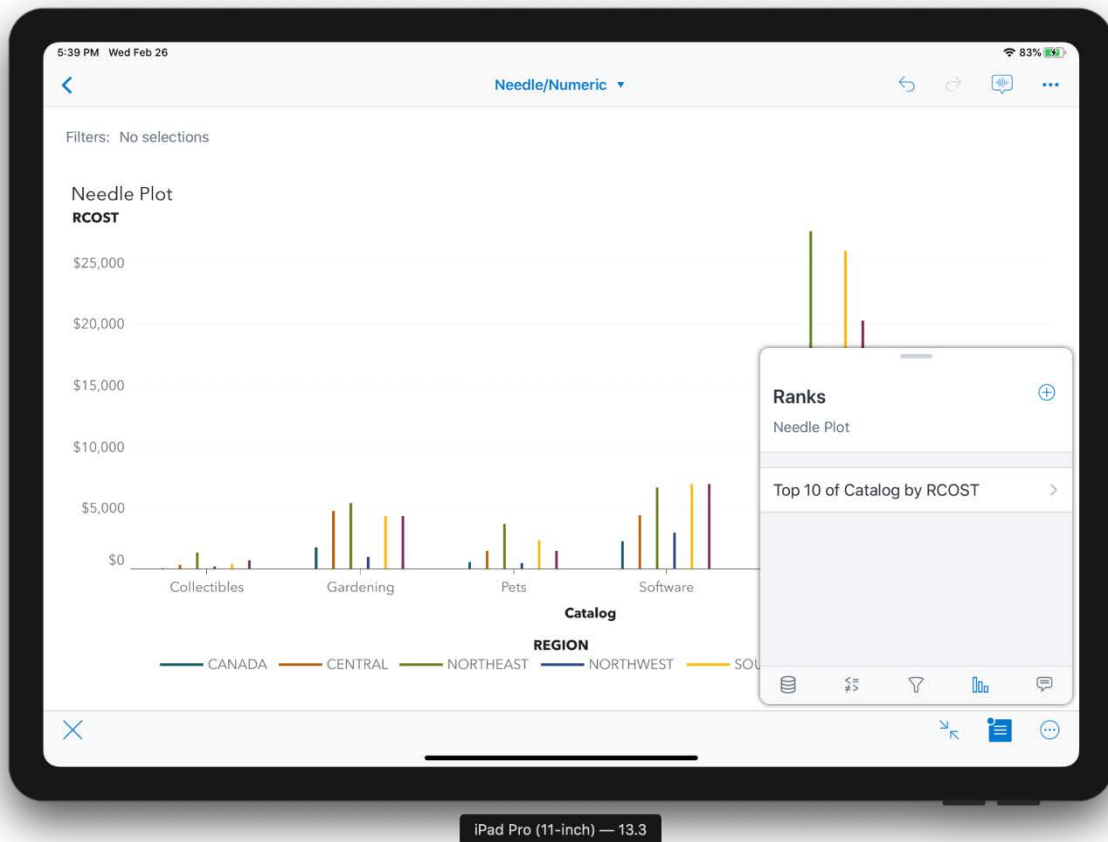 5:39 PM Wed Feb 26
83%
Needle/Numeric
Filters: No selections
Needle Plot
RCOST
$25,000
$20,000
$15,000
$10,000
$5,000
$0
Collectibles
Gardening
Pets
Software
Catalog
REGION
CANADA
CENTRAL
NORTHEAST
NORTHWEST
SOU
Ranks
Needle Plot
Top 10 of Catalog by RCOST
iPad Pro (11-inch) — 13.3